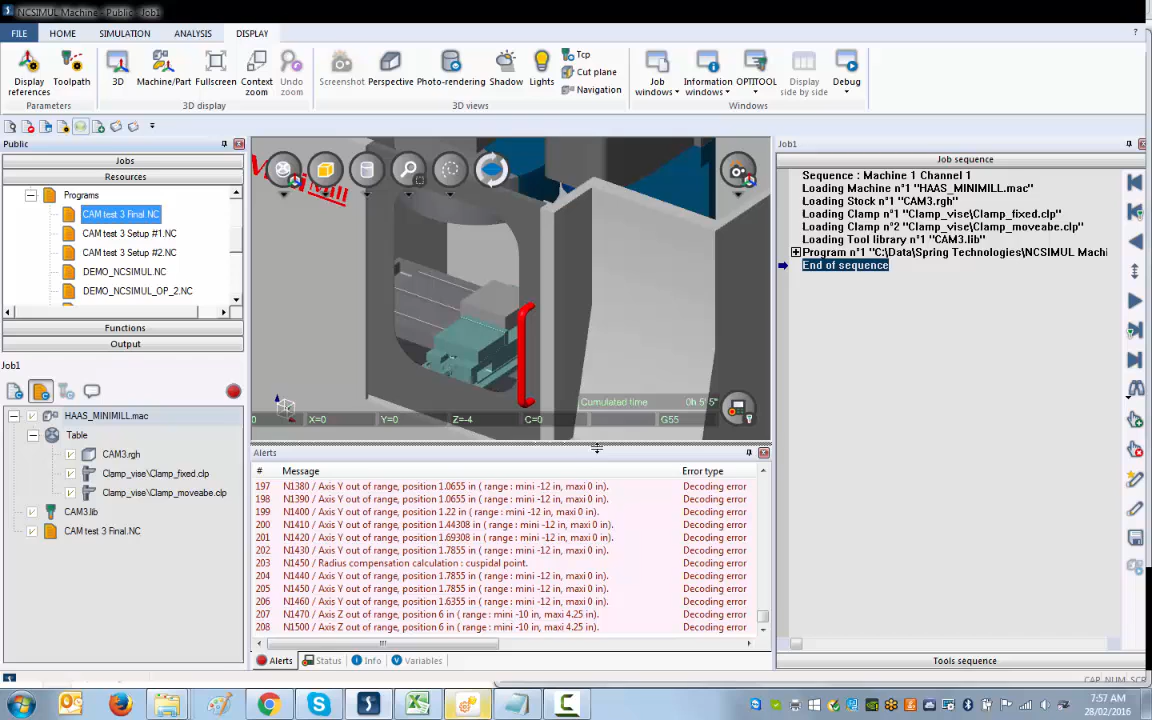 NCSIMUL Machine - Public - Job1
FILE
HOME
SIMULATION
ANALYSIS
DISPLAY
?
Display references
Toolpath
3D
Machine/Part
Fullscreen
Context zoom
Undo zoom
Screenshot
Perspective
Photo-rendering
Shadow
Lights
Tcp
Cut plane
Navigation
Job windows
Information windows
OPTITOOL
Display side by side
Debug
Parameters
3D display
3D views
Windows
Public
Jobs
Resources
Programs
CAM test 3 Final NC
CAM test 3 Setup #1.NC
CAM test 3 Setup #2.NC
DEMO_NCSIMUL.NC
DEMO_NCSIMUL_OP_2.NC
Functions
Output
Job1
HAAS_MINIMILL.mac
Table
CAM3.rgh
Clamp_vise\Clamp_fixed.clp
Clamp_vise\Clamp_moveabe.clp
CAM3.lib
CAM test 3 Final.NC
Mini Mill
Cumulated time 0h 5'5"
0 X=0 Y=0 Z=-4 C=0 G55
Alerts
# Message Error type
197 N1380 / Axis Y out of range, position 1.0655 in ( range : mini -12 in, maxi 0 in). Decoding error
198 N1390 / Axis Y out of range, position 1.0655 in ( range : mini -12 in, maxi 0 in). Decoding error
199 N1400 / Axis Y out of range, position 1.22 in ( range : mini -12 in, maxi 0 in). Decoding error
200 N1410 / Axis Y out of range, position 1.44308 in ( range : mini -12 in, maxi 0 in). Decoding error
201 N1420 / Axis Y out of range, position 1.69308 in ( range : mini -12 in, maxi 0 in). Decoding error
202 N1430 / Axis Y out of range, position 1.7855 in ( range : mini -12 in, maxi 0 in). Decoding error
203 N1450 / Radius compensation calculation : cuspidal point. Decoding error
204 N1440 / Axis Y out of range, position 1.7855 in ( range : mini -12 in, maxi 0 in). Decoding error
205 N1450 / Axis Y out of range, position 1.7855 in ( range : mini -12 in, maxi 0 in). Decoding error
206 N1460 / Axis Y out of range, position 1.6355 in ( range : mini -12 in, maxi 0 in). Decoding error
207 N1470 / Axis Z out of range, position 6 in ( range : mini -10 in, maxi 4.25 in). Decoding error
208 N1500 / Axis Z out of range, position 6 in ( range : mini -10 in, maxi 4.25 in). Decoding error
Alerts
Status
Info
Variables
Job1
Job sequence
Sequence : Machine 1 Channel 1
Loading Machine n°1 "HAAS_MINIMILL.mac"
Loading Stock n°1 "CAM3.rgh"
Loading Clamp n°1 "Clamp_vise\Clamp_fixed.clp"
Loading Clamp n°2 "Clamp_vise\Clamp_moveabe.clp"
Loading Tool library n°1 "CAM3.lib"
Program n°1 "C:\Data\Spring Technologies\NCSIMUL Machi
End of sequence
Tools sequence
CAP NUM SCR
7:57 AM
28/02/2016